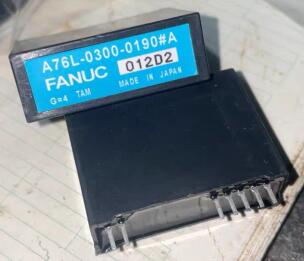 A76L-0300-0190#A
FANUC 012D2
G=4 TAM MADE IN JAPAN